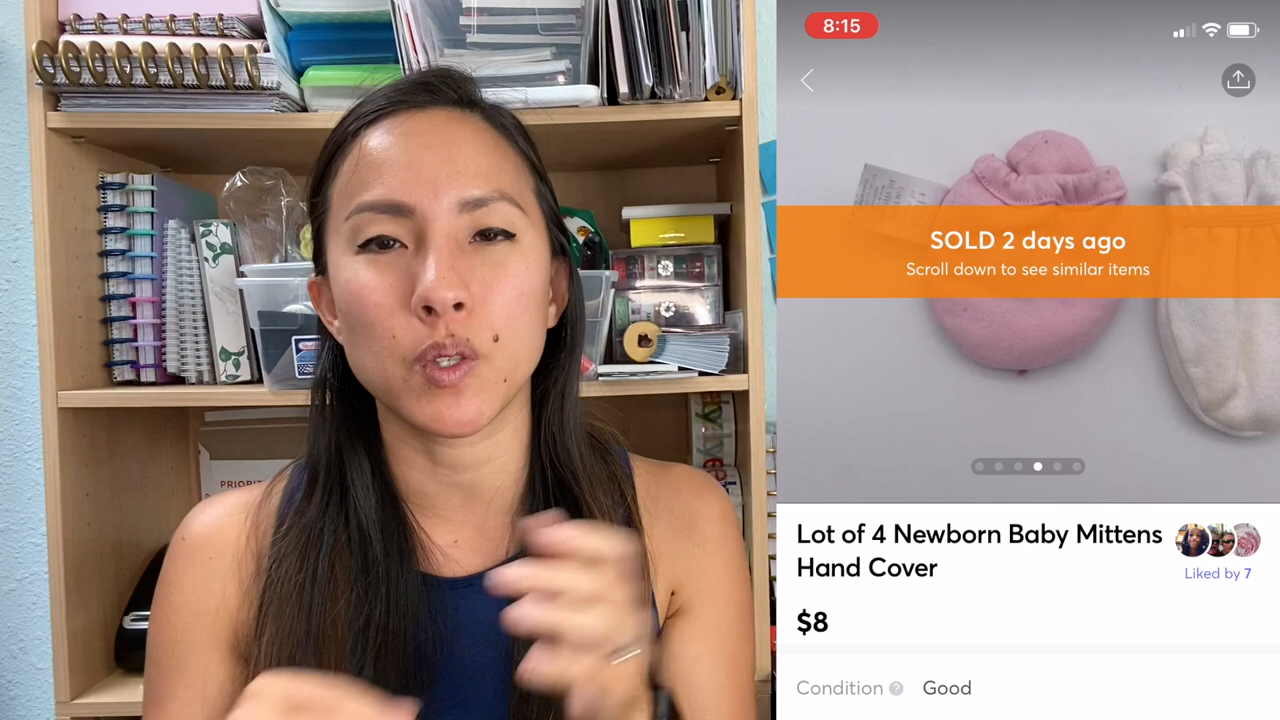 8:15
SOLD 2 days ago
Scroll down to see similar items
Lot of 4 Newborn Baby Mittens
Hand Cover
Liked by 7
$8
Condition ? Good
PRIORIT